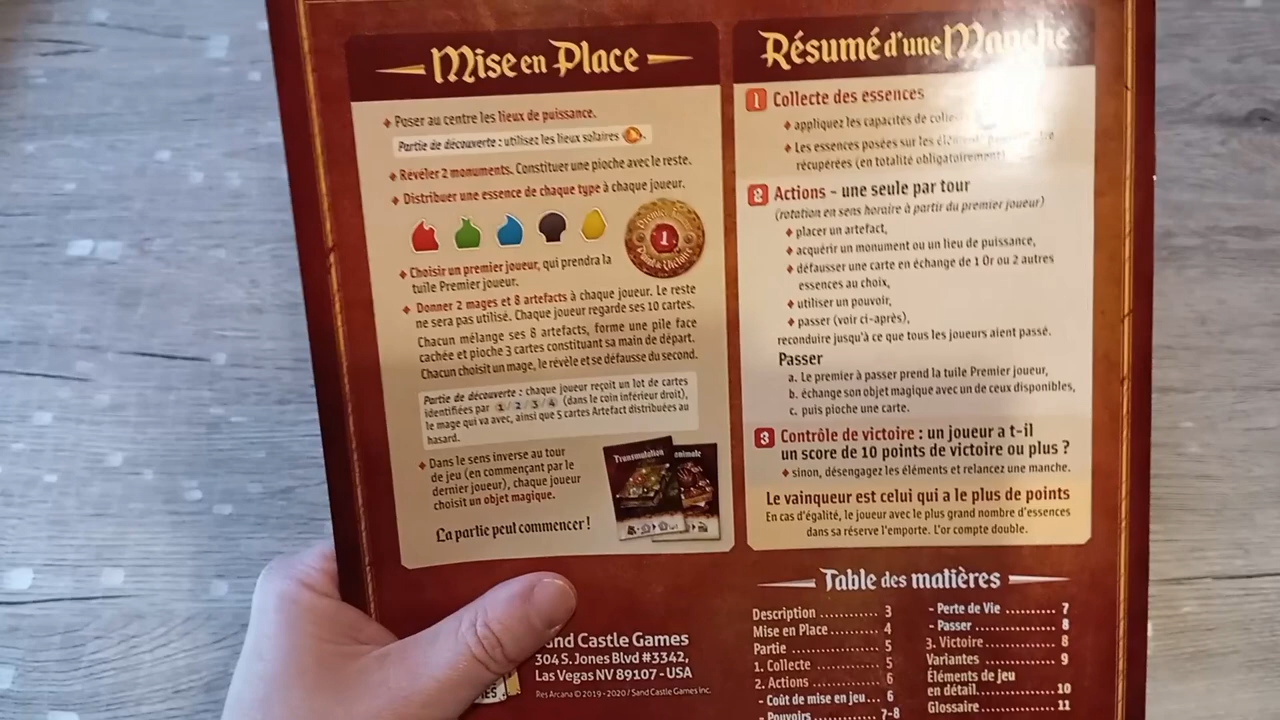 Mise en Place
Poser au centre les lieux de puissance.
Partie de découverte : utilisez les lieux solaires
Révéler 2 monuments. Constituer une pioche avec le reste.
Distribuer une essence de chaque type à chaque joueur.
Premier
1
Point de Victoire
Choisir un premier joueur, qui prendra la
tuile Premier joueur.
Donner 2 mages et 8 artefacts à chaque joueur. Le reste
ne sera pas utilisé. Chaque joueur regarde ses 10 cartes.
Chacun mélange ses 8 artefacts, forme une pile face
cachée et pioche 3 cartes constituant sa main de départ.
Chacun choisit un mage, le révèle et se défausse du second.
Partie de découverte : chaque joueur reçoit un lot de cartes
identifiées par 1/2/3/4 (dans le coin inférieur droit),
le mage qui va avec, ainsi que 5 cartes Artefact distribuées au
hasard.
Dans le sens inverse au tour
de jeu (en commençant par le
dernier joueur), chaque joueur
choisit un objet magique.
Transmutation
La partie peut commencer !
Résumé d'une Manche
1 Collecte des essences
appliquez les capacités de
Les essences posées sur les
récupérées (en totalité obligatoirement)
2 Actions - une seule par tour
(rotation en sens horaire à partir du premier joueur)
placer un artefact,
acquérir un monument ou un lieu de puissance,
défausser une carte en échange de 1 Or ou 2 autres
essences au choix,
utiliser un pouvoir,
passer (voir ci-après),
reconduire jusqu'à ce que tous les joueurs aient passé.
Passer
a. Le premier à passer prend la tuile Premier joueur,
b. échange son objet magique avec un de ceux disponibles,
c. puis pioche une carte.
3 Contrôle de victoire : un joueur a t-il
un score de 10 points de victoire ou plus ?
sinon, désengagez les éléments et relancez une manche.
Le vainqueur est celui qui a le plus de points
En cas d'égalité, le joueur avec le plus grand nombre d'essences
dans sa réserve l'emporte. L'or compte double.
Table des matières
Description ........... 3
Mise en Place ......... 4
Partie ................ 5
1. Collecte ........... 5
2. Actions ............ 6
- Coût de mise en jeu... 6
- Pouvoirs ............ 7-8
- Perte de Vie .......... 7
- Passer ............... 8
3. Victoire ............ 8
Variantes .............. 9
Éléments de jeu
en détail.............. 10
Glossaire .............. 11
Castle Games
304 S. Jones Blvd #3342,
Las Vegas NV 89107 - USA
Res Arcana © 2019 - 2020 / Sand Castle Games Inc.